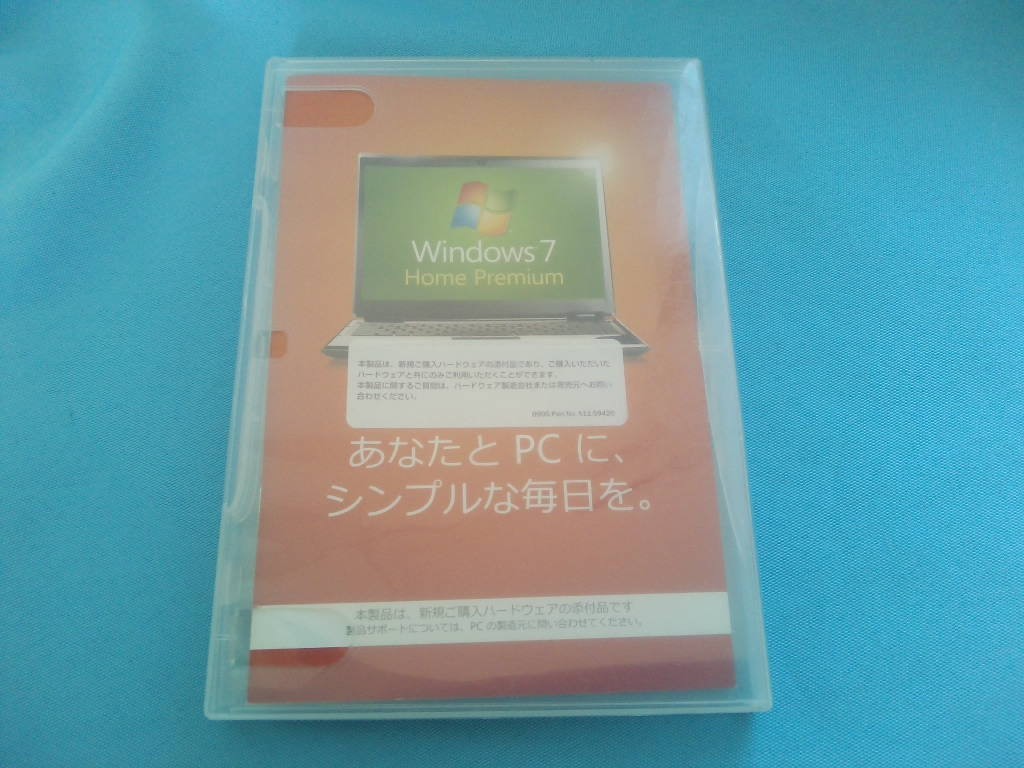 Windows 7
Home Premium
本製品は、新規ご購入ハードウェアの添付品であり、ご購入いただいた
ハードウェアと共にのみご利用いただくことができます。
本製品に関するご質問は、ハードウェア製造会社または発売元へお問い
合わせください。
Part No. X11-59420
あなたと PC に、
シンプルな毎日を。
本製品は、新規ご購入ハードウェアの添付品です
製品サポートについては、PC の製造元に問い合わせてください。